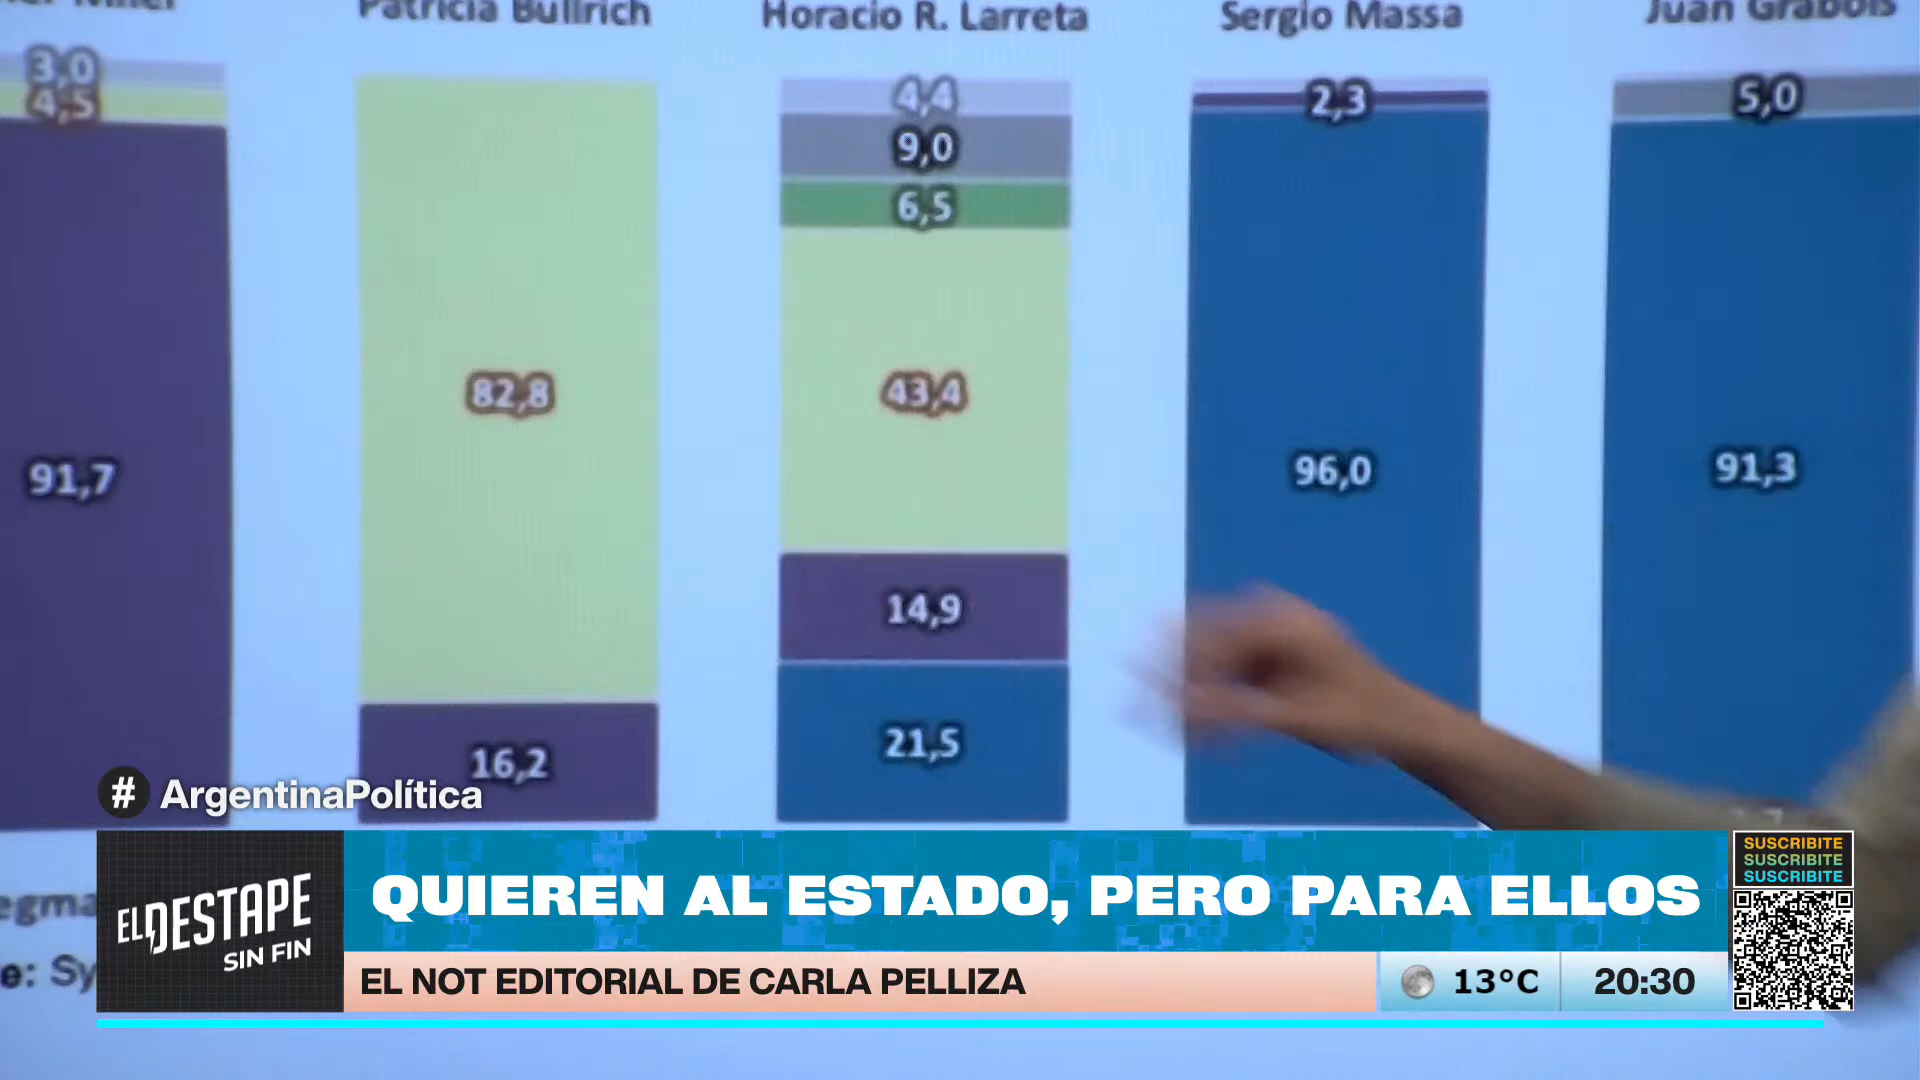 Patricia Bullrich
Horacio R. Larreta
Sergio Massa
Juan Grabois
3,0
4,5
91,7
82,8
16,2
4,4
9,0
6,5
43,4
14,9
21,5
2,3
96,0
5,0
91,3
# ArgentinaPolítica
EL DESTAPE
SIN FIN
QUIEREN AL ESTADO, PERO PARA ELLOS
EL NOT EDITORIAL DE CARLA PELLIZA
13°C
20:30
SUSCRIBITE
SUSCRIBITE
SUSCRIBITE